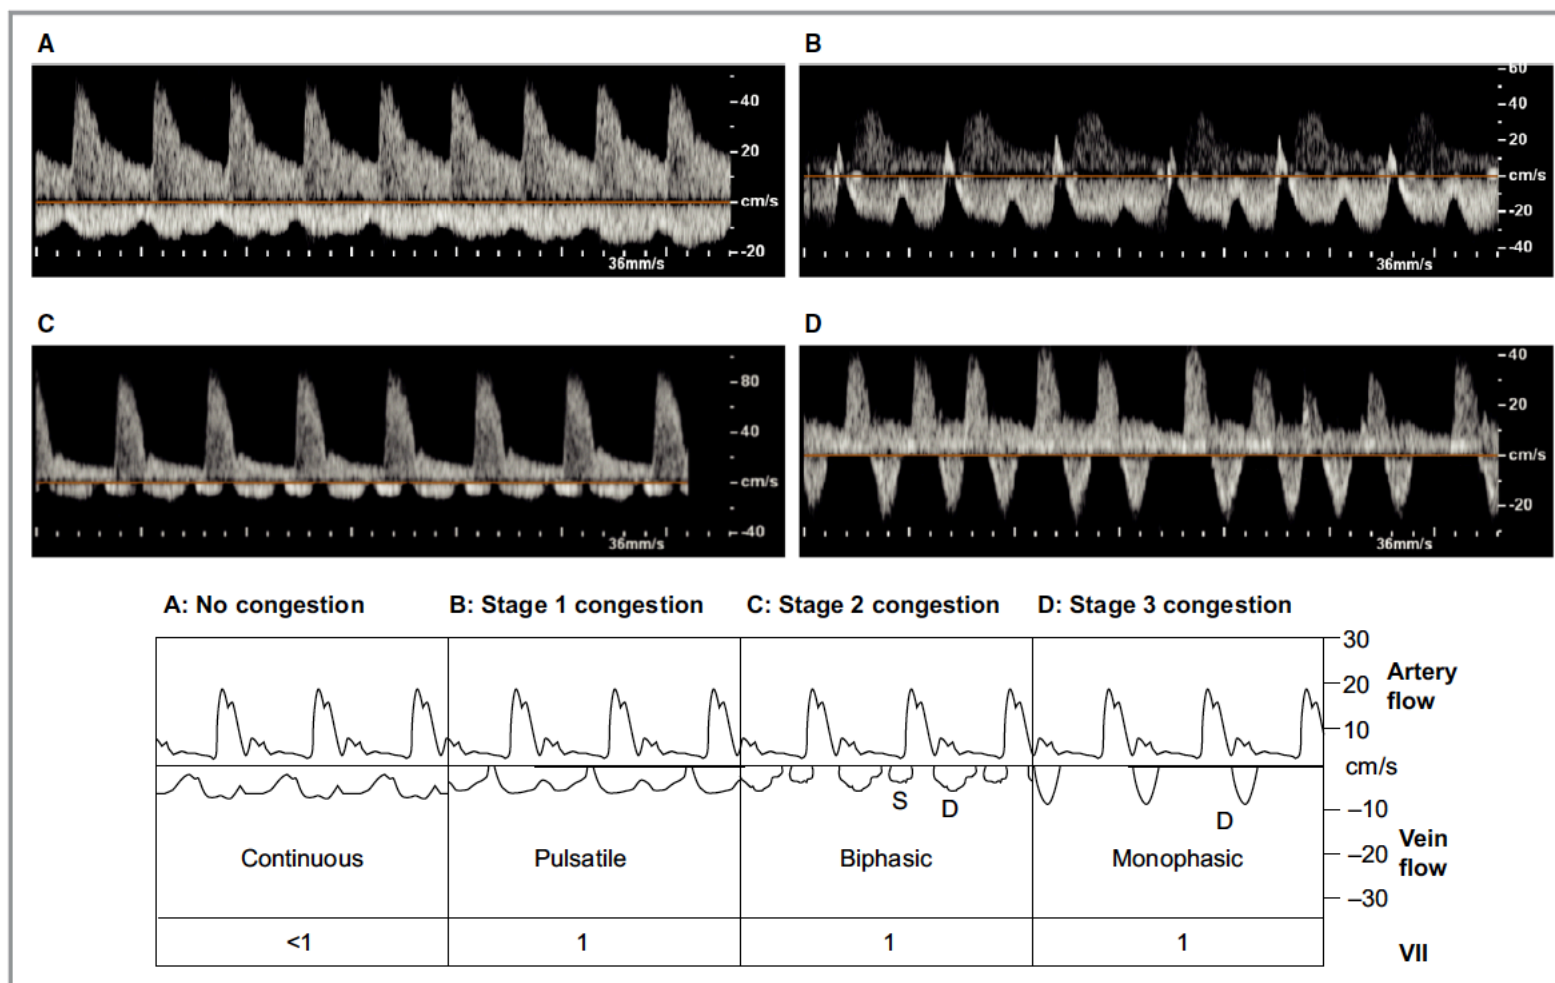 A
40
20
cm/s
-20
36mm/s
B
60
40
20
cm/s
-20
-40
36mm/s
C
80
40
cm/s
-40
36mm/s
D
40
20
cm/s
-20
36mm/s
A: No congestion
B: Stage 1 congestion
C: Stage 2 congestion
D: Stage 3 congestion
30
20
10
cm/s
–10
–20
–30
Artery
flow
Vein
flow
S
D
D
Continuous
Pulsatile
Biphasic
Monophasic
<1
1
1
1
VII